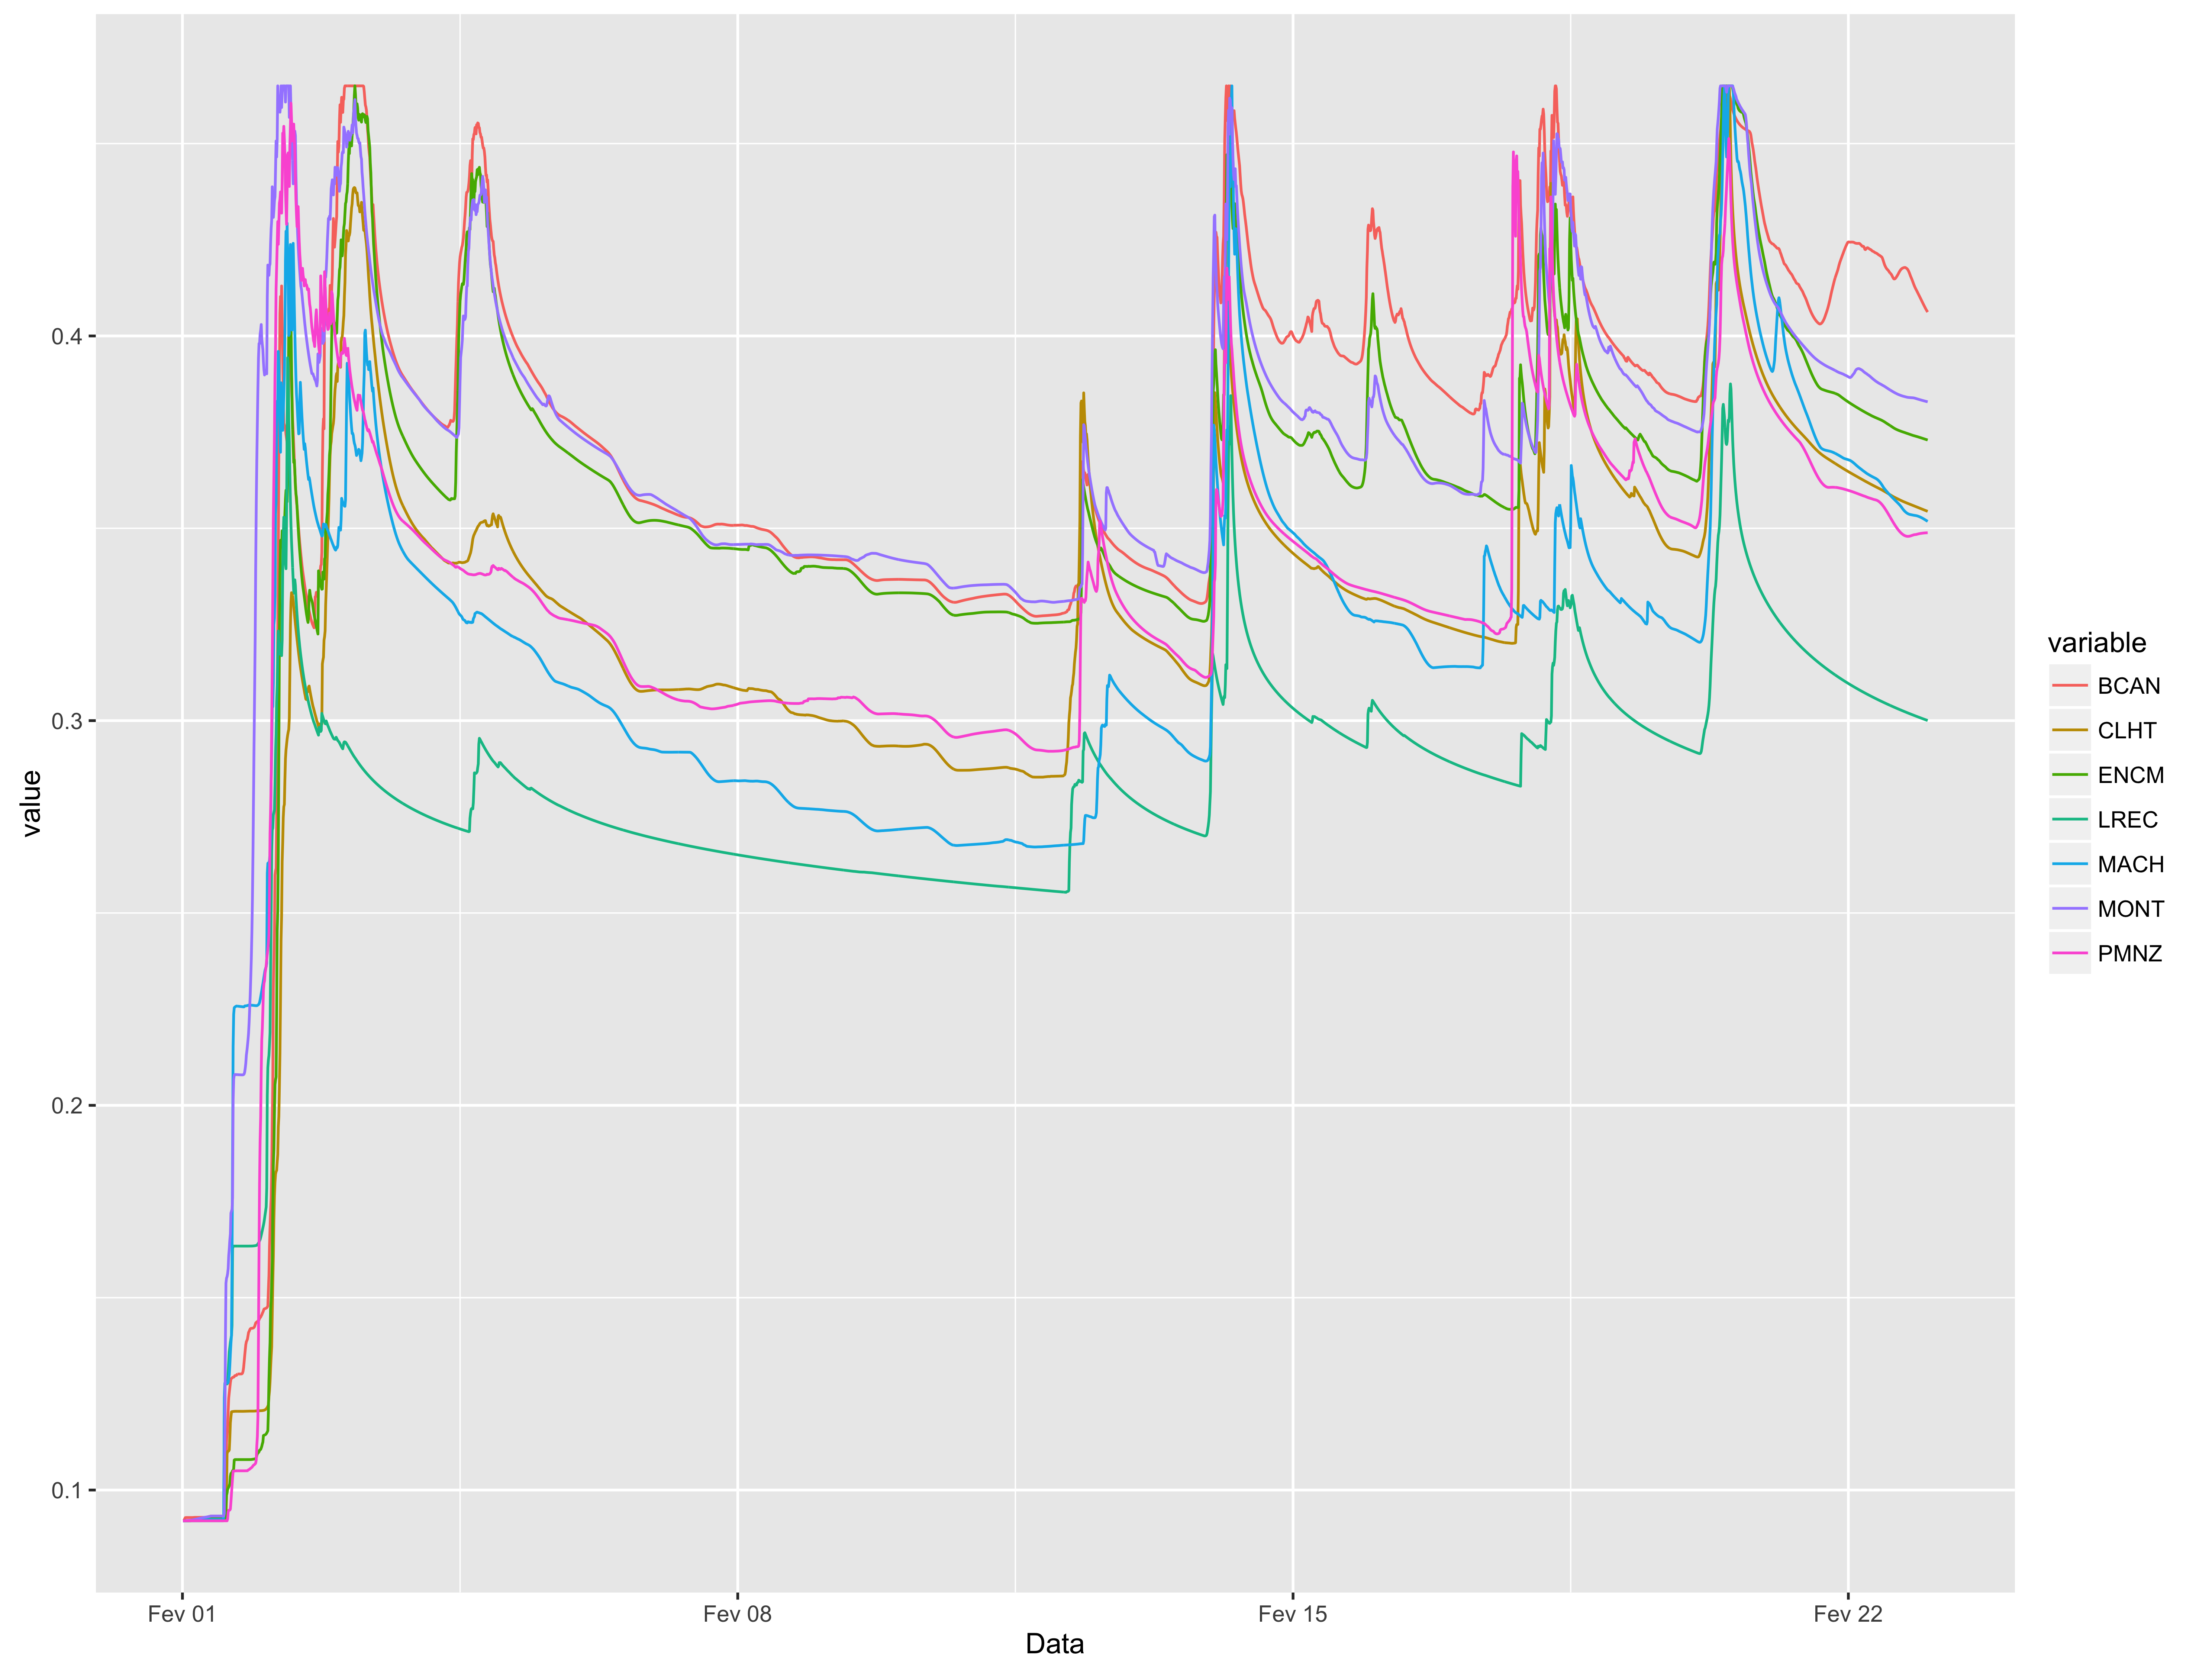 value
0.4
0.3
0.2
0.1
Fev 01
Fev 08
Fev 15
Fev 22
Data
variable
BCAN
CLHT
ENCM
LREC
MACH
MONT
PMNZ